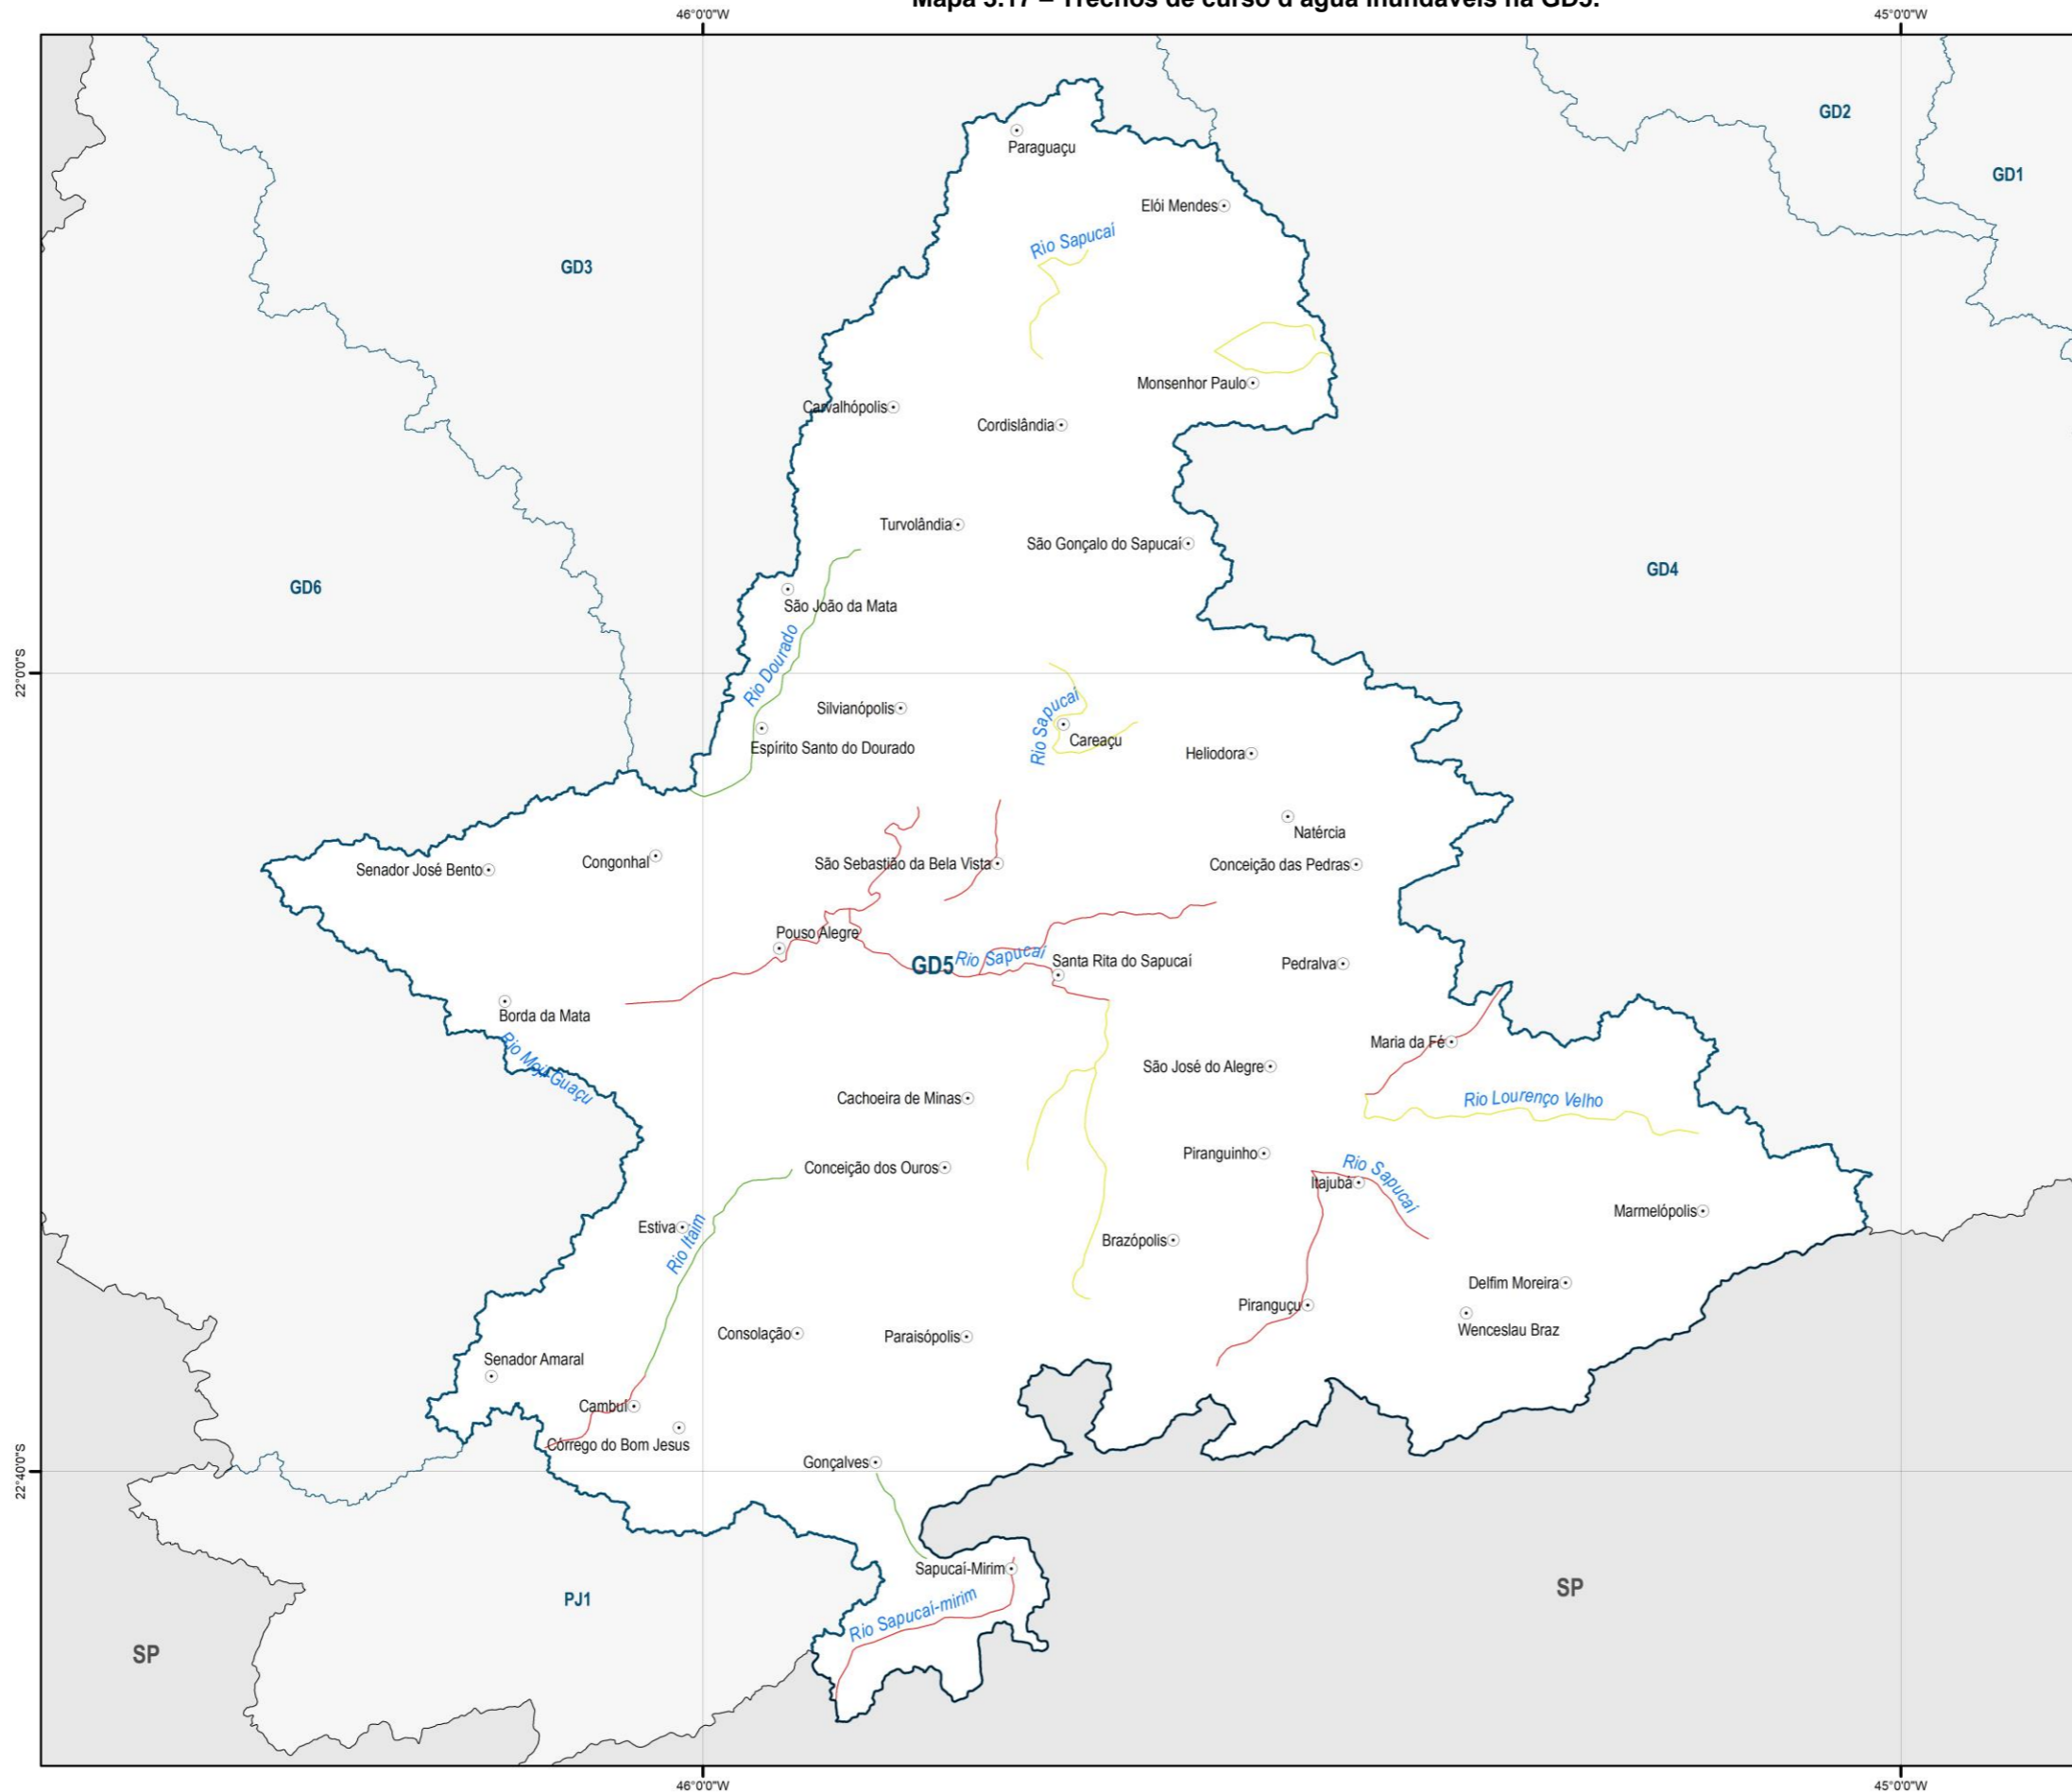 Mapa 3.17 – Trechos de curso d'água inundáveis na GD5.
46°0'0"W
45°0'0"W
GD2
Paraguaçu
GD1
Elói Mendes
Rio Sapucaí
GD3
Monsenhor Paulo
Carvalhópolis
Cordislândia
Turvolândia
São Gonçalo do Sapucaí
GD4
GD6
São João da Mata
22°0'0"S
Rio Dourado
Silvianópolis
Rio Sapucaí
Careaçu
Espírito Santo do Dourado
Heliodora
Natércia
Congonhal
São Sebastião da Bela Vista
Conceição das Pedras
Senador José Bento
Pouso Alegre
GD5
Rio Sapucaí
Santa Rita do Sapucaí
Pedralva
Borda da Mata
Maria da Fé
Rio Moji-Guaçu
São José do Alegre
Cachoeira de Minas
Rio Lourenço Velho
Piranguinho
Conceição dos Ouros
Rio Sapucaí
Itajubá
Marmelópolis
Estiva
Rio Itaim
Brazópolis
Delfim Moreira
Piranguçu
Wenceslau Braz
Consolação
Paraisópolis
Senador Amaral
Cambuí
Córrego do Bom Jesus
Gonçalves
22°40'0"S
Sapucaí-Mirim
SP
PJ1
Rio Sapucaí-mirim
SP
46°0'0"W
45°0'0"W